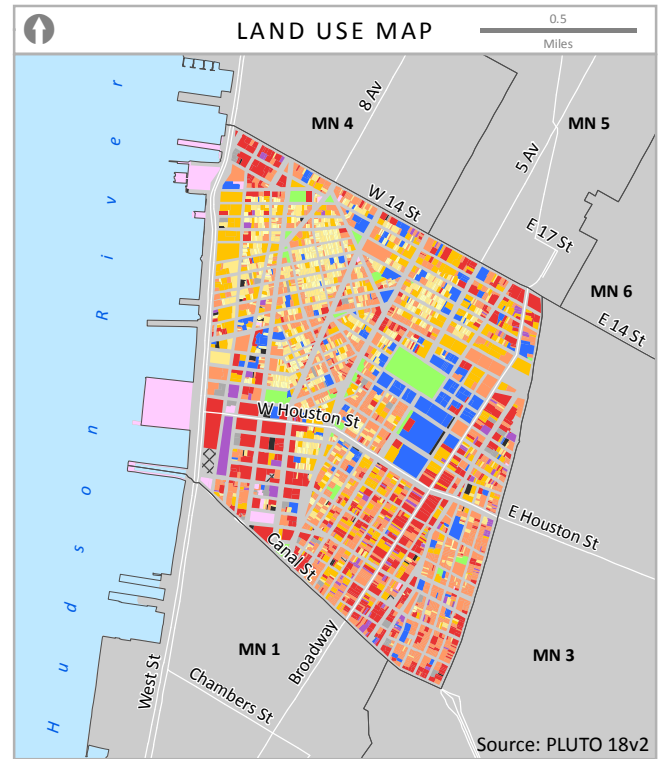 LAND USE MAP
0.5
Miles
MN 4
8 Av
MN 5
5 Av
W 14 St
E 17 St
MN 6
E 14 St
Hudson River
W Houston St
E Houston St
Canal St
MN 1
Broadway
MN 3
West St
Chambers St
Source: PLUTO 18v2